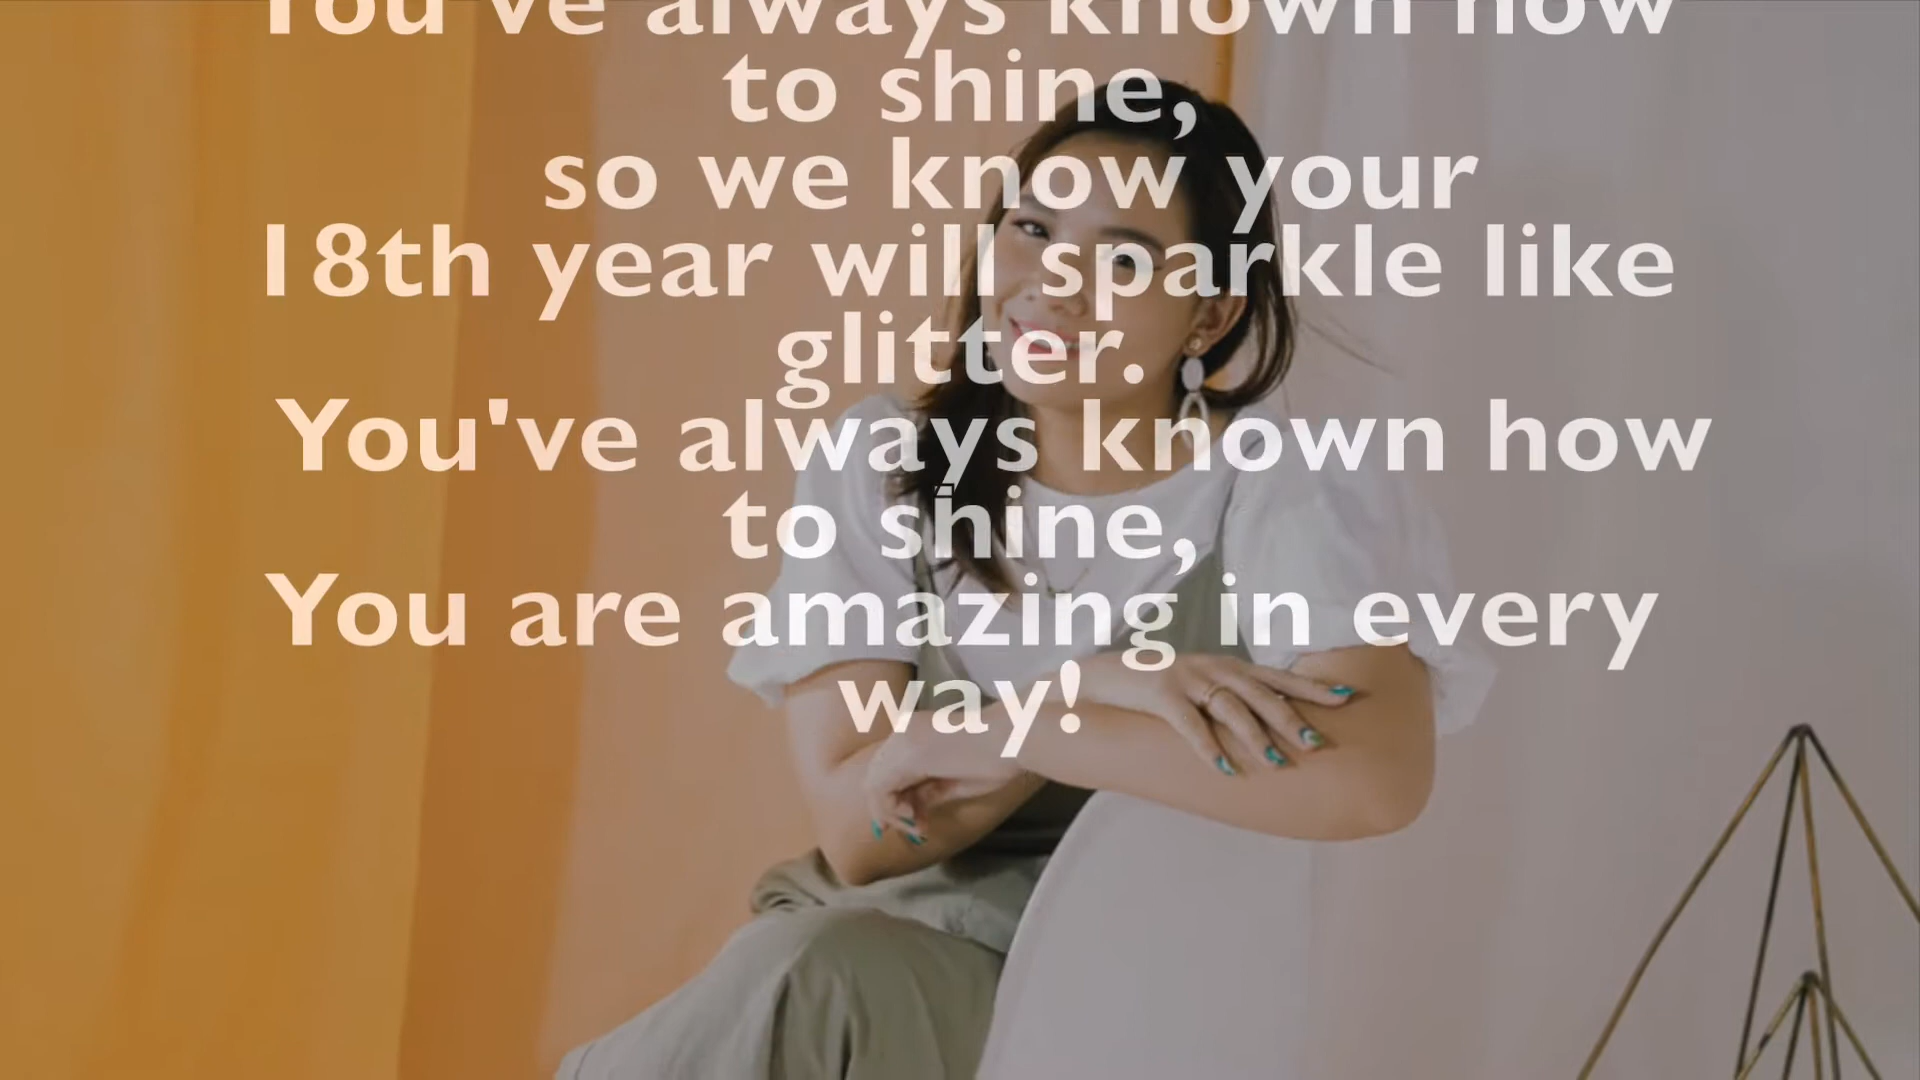 You've always known how
to shine,
so we know your
18th year will sparkle like
glitter.
You've always known how
to shine,
You are amazing in every
way!